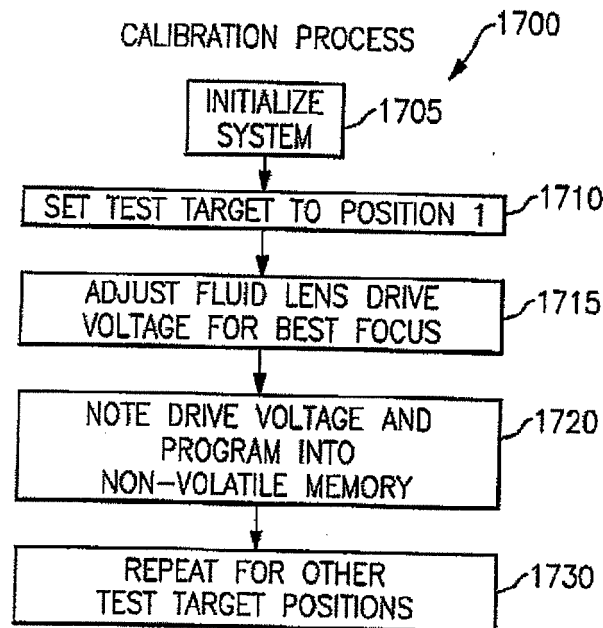 CALIBRATION PROCESS
1700
INITIALIZE
SYSTEM
1705
SET TEST TARGET TO POSITION 1
1710
ADJUST FLUID LENS DRIVE
VOLTAGE FOR BEST FOCUS
1715
NOTE DRIVE VOLTAGE AND
PROGRAM INTO
NON-VOLATILE MEMORY
1720
REPEAT FOR OTHER
TEST TARGET POSITIONS
1730